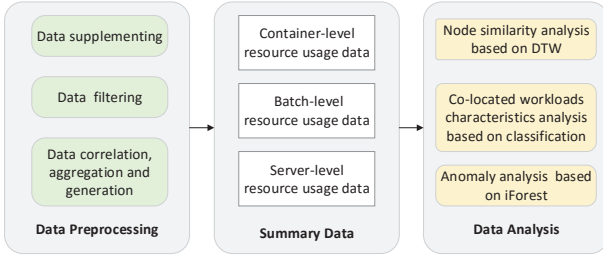 Data supplementing
Data filtering
Data correlation,
aggregation and
generation
Data Preprocessing
Container-level
resource usage data
Batch-level
resource usage data
Server-level
resource usage data
Summary Data
Node similarity analysis
based on DTW
Co-located workloads
characteristics analysis
based on classification
Anomaly analysis based
on iForest
Data Analysis